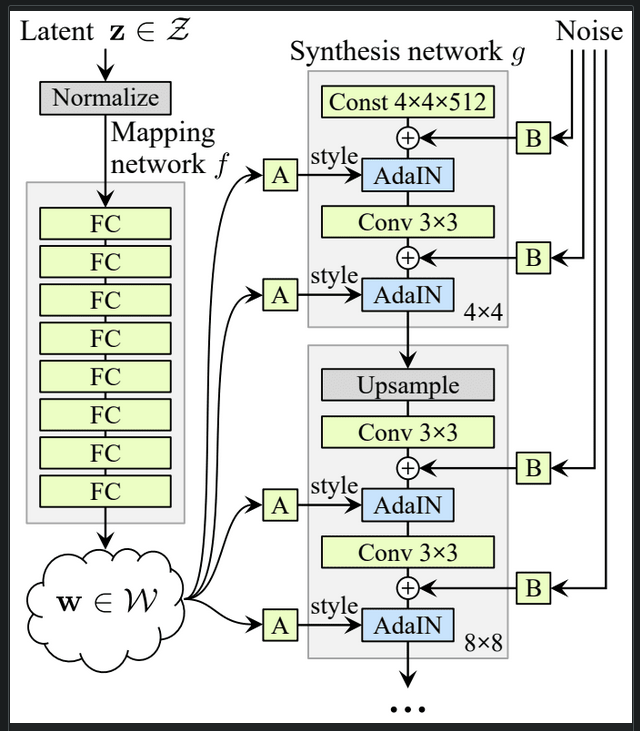 Latent z ∈ 𝒵
Normalize
Mapping
network f
FC
FC
FC
FC
FC
FC
FC
FC
w ∈ 𝒲
Synthesis network g
Noise
Const 4×4×512
+
B
A
style
AdaIN
Conv 3×3
+
B
A
style
AdaIN
4×4
Upsample
Conv 3×3
+
B
A
style
AdaIN
Conv 3×3
+
B
A
style
AdaIN
8×8
...